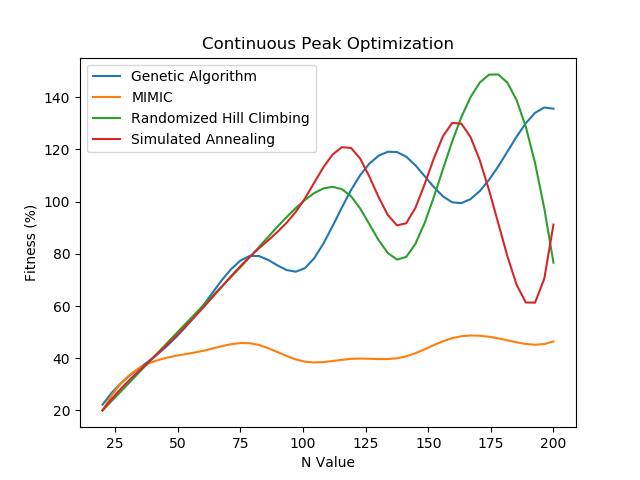 Continuous Peak Optimization
Genetic Algorithm
MIMIC
Randomized Hill Climbing
Simulated Annealing
Fitness (%)
140
120
100
80
60
40
20
25 50 75 100 125 150 175 200
N Value